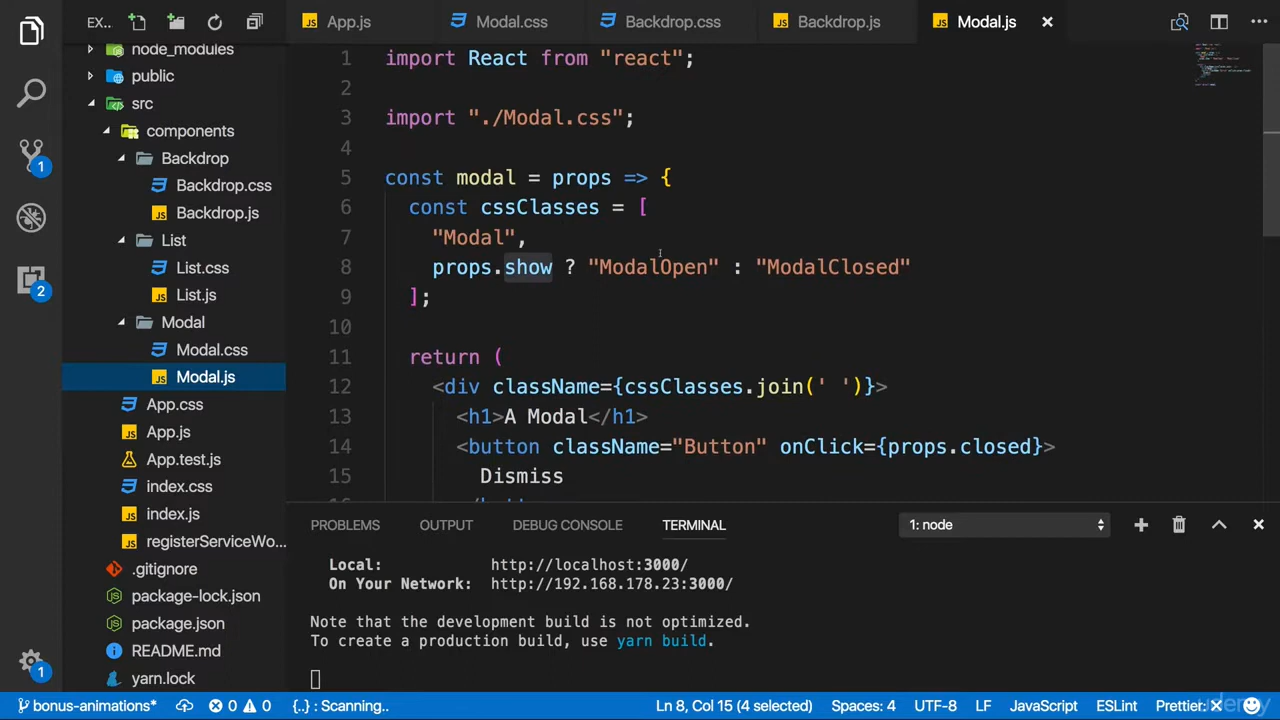 EX...
App.js
Modal.css
Backdrop.css
Backdrop.js
Modal.js
node_modules
public
src
components
Backdrop
Backdrop.css
Backdrop.js
List
List.css
List.js
Modal
Modal.css
Modal.js
App.css
App.js
App.test.js
index.css
index.js
registerServiceWo...
.gitignore
package-lock.json
package.json
README.md
yarn.lock
1
2
1
1 import React from "react";
2
3 import "./Modal.css";
4
5 const modal = props => {
6 const cssClasses = [
7 "Modal",
8 props.show ? "ModalOpen" : "ModalClosed"
9 ];
10
11 return (
12 <div className={cssClasses.join(' ')}>
13 <h1>A Modal</h1>
14 <button className="Button" onClick={props.closed}>
15 Dismiss
PROBLEMS OUTPUT DEBUG CONSOLE TERMINAL 1: node
Local: http://localhost:3000/
On Your Network: http://192.168.178.23:3000/
Note that the development build is not optimized.
To create a production build, use yarn build.
bonus-animations* 0 0 {..} : Scanning... Ln 8, Col 15 (4 selected) Spaces: 4 UTF-8 LF JavaScript ESLint Prettier: ✕
udemy